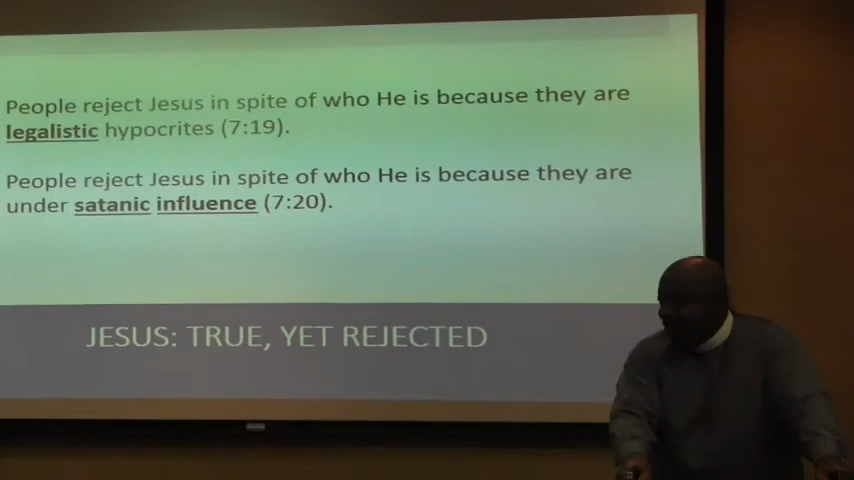 People reject Jesus in spite of who He is because they are
legalistic hypocrites (7:19).
People reject Jesus in spite of who He is because they are
under satanic influence (7:20).
JESUS: TRUE, YET REJECTED